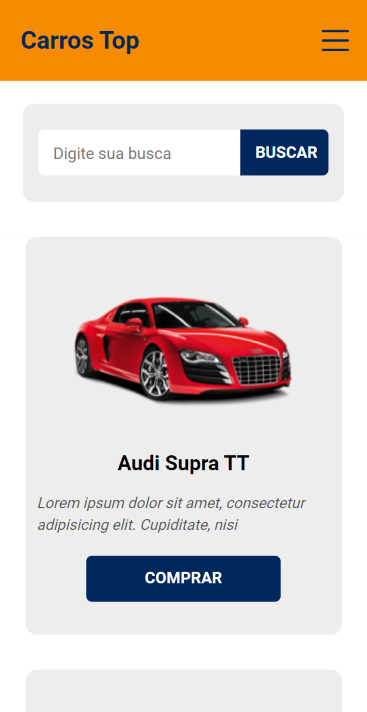 Carros Top
Digite sua busca
BUSCAR
Audi Supra TT
Lorem ipsum dolor sit amet, consectetur
adipisicing elit. Cupiditate, nisi
COMPRAR